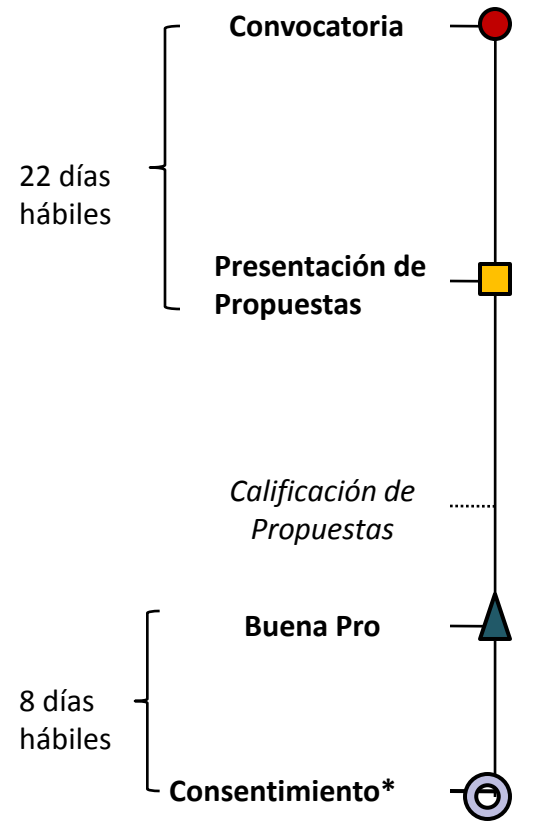 Convocatoria
22 días
hábiles
Presentación de
Propuestas
Calificación de
Propuestas
Buena Pro
8 días
hábiles
Consentimiento*